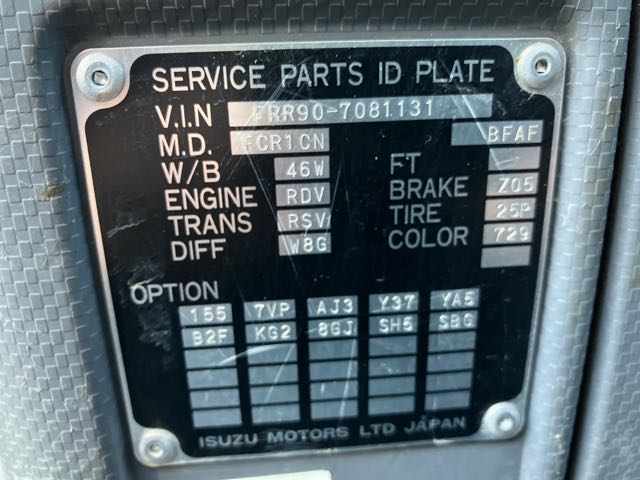 SERVICE PARTS ID PLATE
V.I.N FRR90-7081131
M.D. FCR1CN BFAF
W/B 46W FT
ENGINE RDV BRAKE Z05
TRANS RSV TIRE 25P
DIFF W8G COLOR 729
OPTION
155 7VP AJ3 Y37 YA5
B2F KG2 8GJ SH5 SBG
ISUZU MOTORS LTD JAPAN